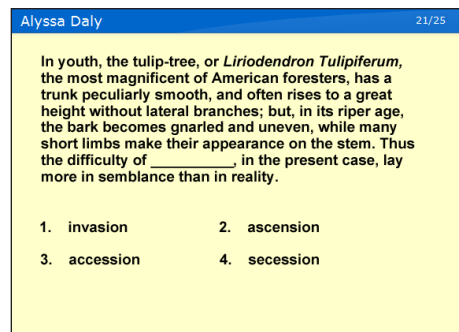 Alyssa Daly 21/25
In youth, the tulip-tree, or Liriodendron Tulipiferum,
the most magnificent of American foresters, has a
trunk peculiarly smooth, and often rises to a great
height without lateral branches; but, in its riper age,
the bark becomes gnarled and uneven, while many
short limbs make their appearance on the stem. Thus
the difficulty of __________, in the present case, lay
more in semblance than in reality.
1. invasion 2. ascension
3. accession 4. secession